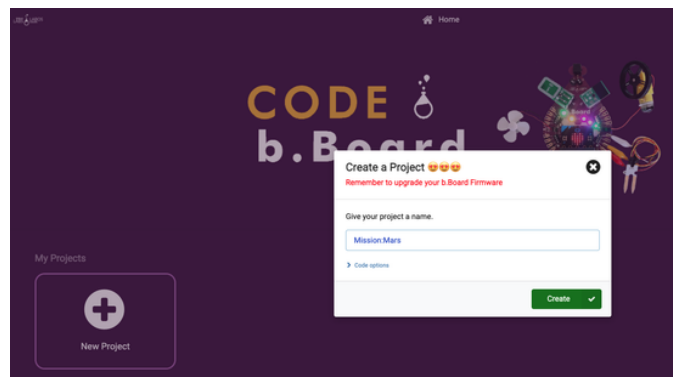 Home
CODE
b.Board
Create a Project 😍😍😍
Remember to upgrade your b.Board Firmware
Give your project a name.
Mission:Mars
Code options
Create
My Projects
New Project